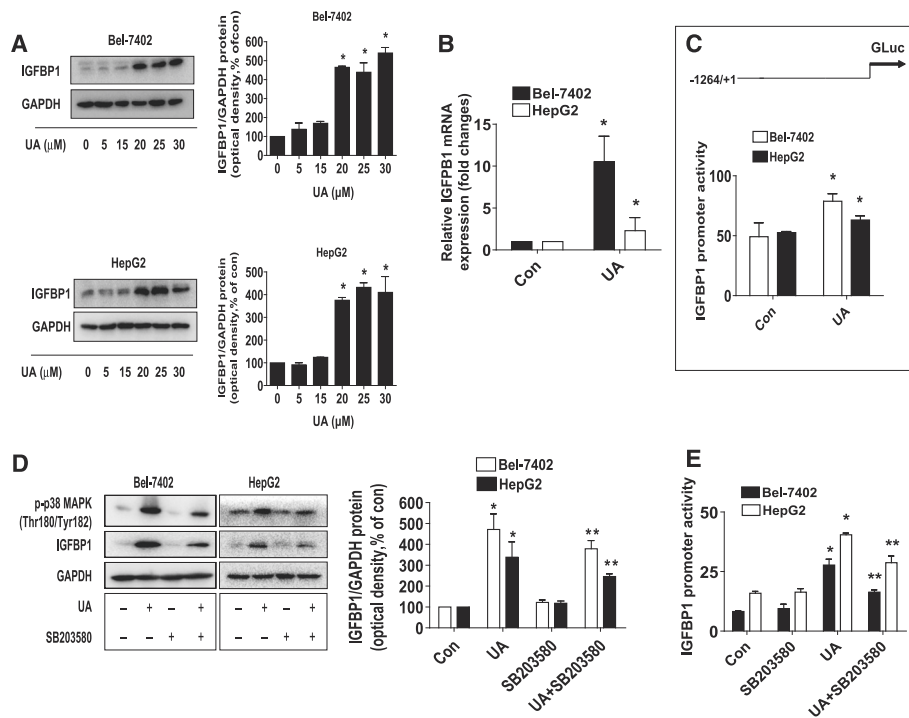 A
Bel-7402
IGFBP1
GAPDH
UA (µM) 0 5 15 20 25 30
Bel-7402
IGFBP1/GAPDH protein
(optical density,% ofcon)
600
500
400
300
200
100
0
*
*
*
0 5 15 20 25 30
UA (µM)
HepG2
IGFBP1
GAPDH
UA (µM) 0 5 15 20 25 30
HepG2
IGFBP1/GAPDH protein
(optical density,% of con)
500
400
300
200
100
0
*
*
*
0 5 15 20 25 30
UA (µM)
B
Bel-7402
HepG2
Relative IGFPB1 mRNA
expression (fold changes)
15
10
5
0
*
*
Con UA
C
GLuc
-1264/+1
Bel-7402
HepG2
IGFBP1 promoter activity
100
50
0
*
*
Con UA
D
Bel-7402 HepG2
p-p38 MAPK
(Thr180/Tyr182)
IGFBP1
GAPDH
UA – + – + – + – +
SB203580 – – + + – – + +
Bel-7402
HepG2
IGFBP1/GAPDH protein
(optical density,% of con)
600
500
400
300
200
100
0
*
*
**
**
Con UA SB203580 UA+SB203580
E
Bel-7402
HepG2
IGFBP1 promoter activity
50
25
0
*
*
**
**
Con SB203580 UA UA+SB203580